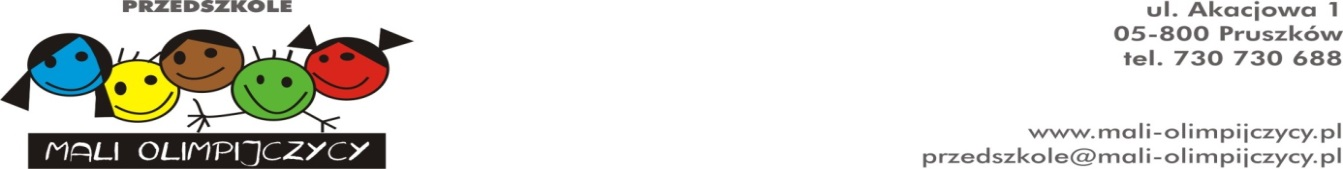 PRZEDSZKOLE
MALI OLIMPIJCZYCY
ul. Akacjowa 1
05-800 Pruszków
tel. 730 730 688
www.mali-olimpijczycy.pl
przedszkole@mali-olimpijczycy.pl